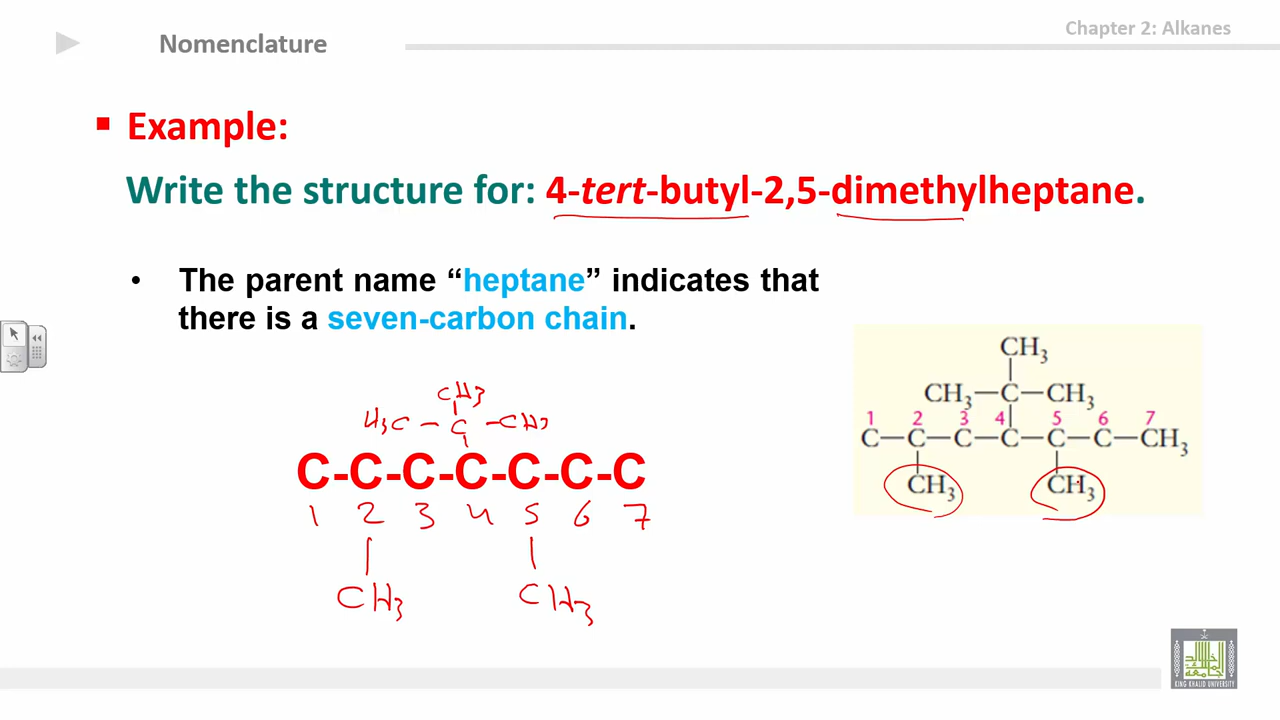 Chapter 2: Alkanes
Nomenclature
Example:
Write the structure for: 4-tert-butyl-2,5-dimethylheptane.
• The parent name “heptane” indicates that
there is a seven-carbon chain.
CH3
H3C - C - CH3
C-C-C-C-C-C-C
1 2 3 4 5 6 7
CH3 CH3
CH3
CH3—C—CH3
1 2 3 4 5 6 7
C—C—C—C—C—C—CH3
CH3 CH3
KING KHALID UNIVERSITY